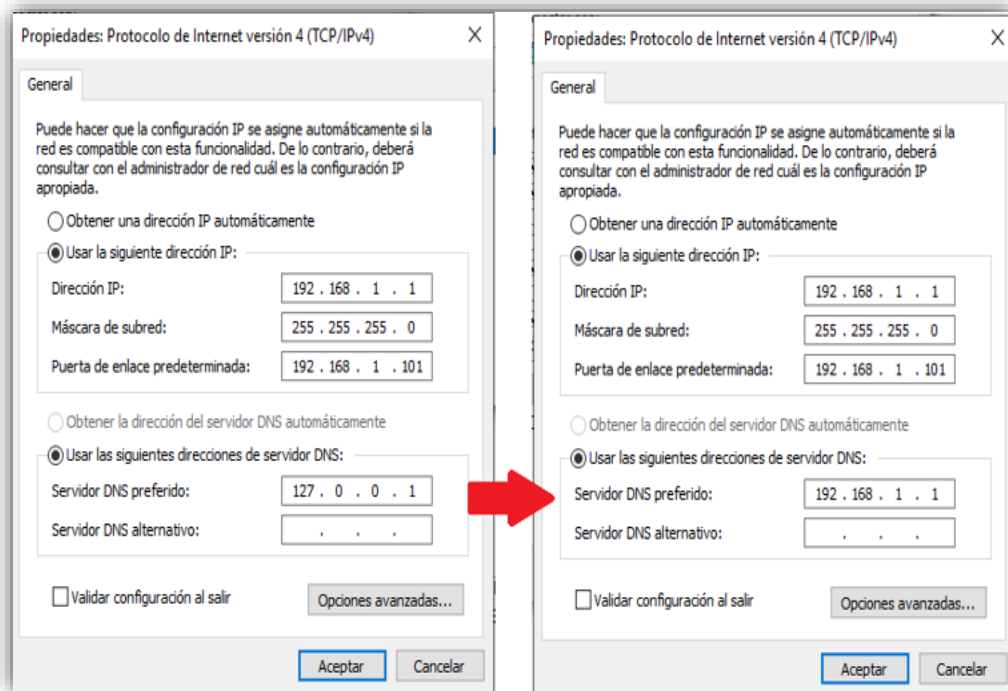 Propiedades: Protocolo de Internet versión 4 (TCP/IPv4)
General
Puede hacer que la configuración IP se asigne automáticamente si la
red es compatible con esta funcionalidad. De lo contrario, deberá
consultar con el administrador de red cuál es la configuración IP
apropiada.
Obtener una dirección IP automáticamente
Usar la siguiente dirección IP:
Dirección IP: 192 . 168 . 1 . 1
Máscara de subred: 255 . 255 . 255 . 0
Puerta de enlace predeterminada: 192 . 168 . 1 . 101
Obtener la dirección del servidor DNS automáticamente
Usar las siguientes direcciones de servidor DNS:
Servidor DNS preferido: 127 . 0 . 0 . 1
Servidor DNS alternativo: . . .
Validar configuración al salir
Opciones avanzadas...
Aceptar Cancelar
Propiedades: Protocolo de Internet versión 4 (TCP/IPv4)
General
Puede hacer que la configuración IP se asigne automáticamente si la
red es compatible con esta funcionalidad. De lo contrario, deberá
consultar con el administrador de red cuál es la configuración IP
apropiada.
Obtener una dirección IP automáticamente
Usar la siguiente dirección IP:
Dirección IP: 192 . 168 . 1 . 1
Máscara de subred: 255 . 255 . 255 . 0
Puerta de enlace predeterminada: 192 . 168 . 1 . 101
Obtener la dirección del servidor DNS automáticamente
Usar las siguientes direcciones de servidor DNS:
Servidor DNS preferido: 192 . 168 . 1 . 1
Servidor DNS alternativo: . . .
Validar configuración al salir
Opciones avanzadas...
Aceptar Cancelar